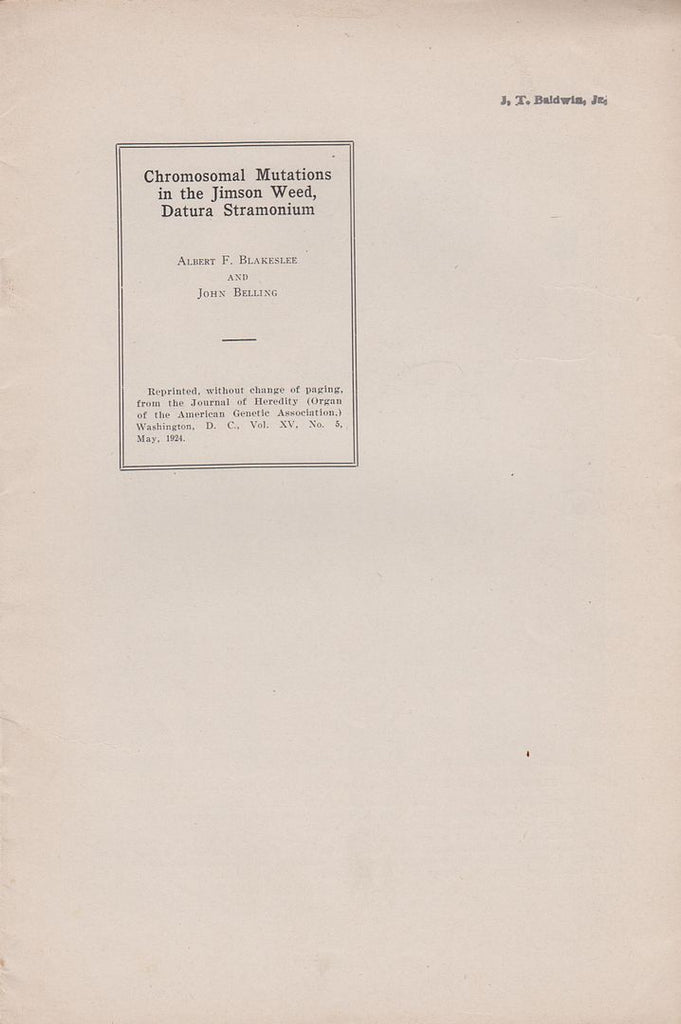 J. T. Baldwin, Jr.
Chromosomal Mutations
in the Jimson Weed,
Datura Stramonium
ALBERT F. BLAKESLEE
AND
JOHN BELLING
Reprinted, without change of paging,
from the Journal of Heredity (Organ
of the American Genetic Association,)
Washington, D. C., Vol. XV, No. 5,
May, 1924.